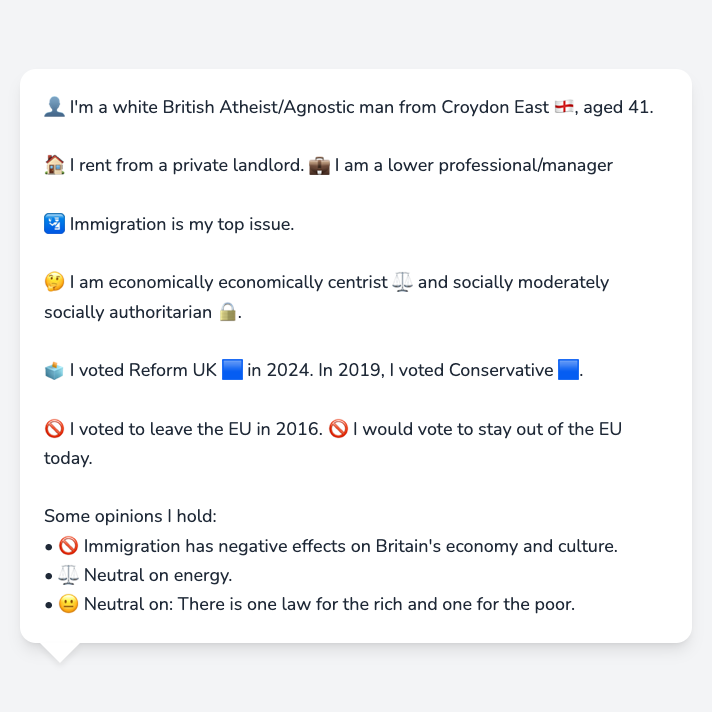 👤 I'm a white British Atheist/Agnostic man from Croydon East 🏴󠁧󠁢󠁥󠁮󠁧󠁿, aged 41.
🏠 I rent from a private landlord. 💼 I am a lower professional/manager
🛂 Immigration is my top issue.
🤔 I am economically economically centrist ⚖️ and socially moderately
socially authoritarian 🔒.
🗳️ I voted Reform UK 🟦 in 2024. In 2019, I voted Conservative 🟦.
🚫 I voted to leave the EU in 2016. 🚫 I would vote to stay out of the EU
today.
Some opinions I hold:
• 🚫 Immigration has negative effects on Britain's economy and culture.
• ⚖️ Neutral on energy.
• 😐 Neutral on: There is one law for the rich and one for the poor.